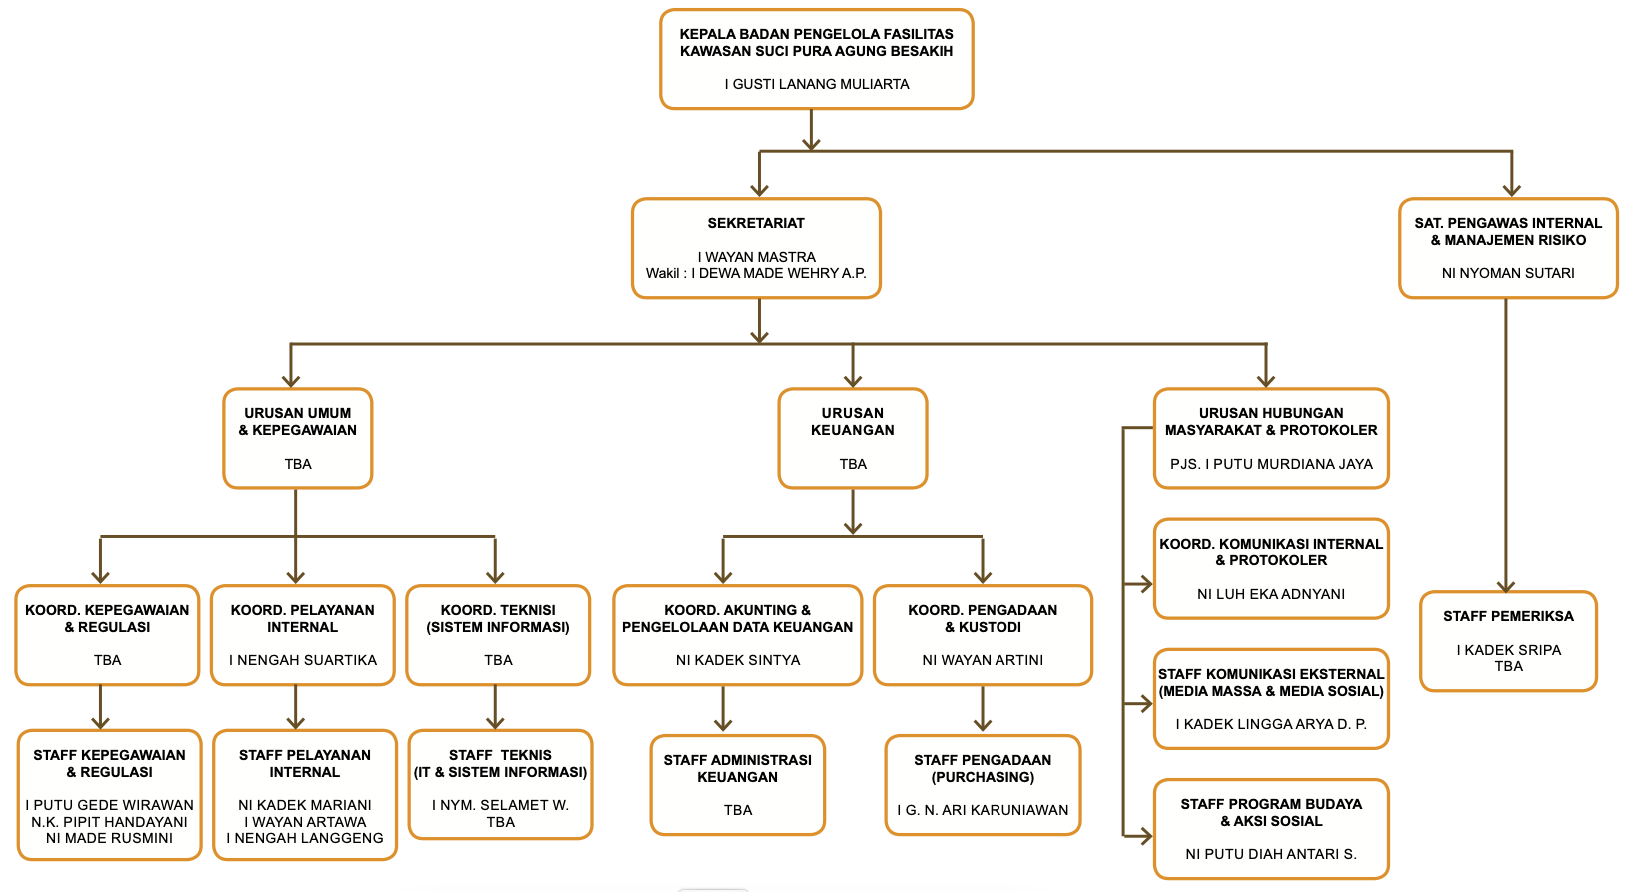 KEPALA BADAN PENGELOLA FASILITAS
KAWASAN SUCI PURA AGUNG BESAKIH
I GUSTI LANANG MULIARTA
SEKRETARIAT
I WAYAN MASTRA
Wakil : I DEWA MADE WEHRY A.P.
SAT. PENGAWAS INTERNAL
& MANAJEMEN RISIKO
NI NYOMAN SUTARI
URUSAN UMUM
& KEPEGAWAIAN
TBA
URUSAN
KEUANGAN
TBA
URUSAN HUBUNGAN
MASYARAKAT & PROTOKOLER
PJS. I PUTU MURDIANA JAYA
KOORD. KOMUNIKASI INTERNAL
& PROTOKOLER
NI LUH EKA ADNYANI
STAFF KOMUNIKASI EKSTERNAL
(MEDIA MASSA & MEDIA SOSIAL)
I KADEK LINGGA ARYA D. P.
STAFF PROGRAM BUDAYA
& AKSI SOSIAL
NI PUTU DIAH ANTARI S.
STAFF PEMERIKSA
I KADEK SRIPA
TBA
KOORD. KEPEGAWAIAN
& REGULASI
TBA
KOORD. PELAYANAN
INTERNAL
I NENGAH SUARTIKA
KOORD. TEKNISI
(SISTEM INFORMASI)
TBA
KOORD. AKUNTING &
PENGELOLAAN DATA KEUANGAN
NI KADEK SINTYA
KOORD. PENGADAAN
& KUSTODI
NI WAYAN ARTINI
STAFF KEPEGAWAIAN
& REGULASI
I PUTU GEDE WIRAWAN
N.K. PIPIT HANDAYANI
NI MADE RUSMINI
STAFF PELAYANAN
INTERNAL
NI KADEK MARIANI
I WAYAN ARTAWA
I NENGAH LANGGENG
STAFF TEKNIS
(IT & SISTEM INFORMASI)
I NYM. SELAMET W.
TBA
STAFF ADMINISTRASI
KEUANGAN
TBA
STAFF PENGADAAN
(PURCHASING)
I G. N. ARI KARUNIAWAN